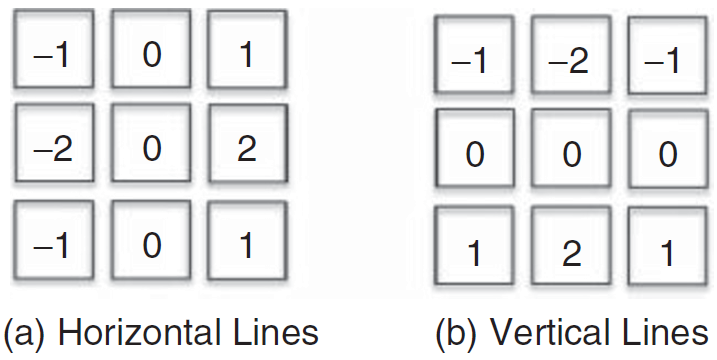 –1 0 1
–2 0 2
–1 0 1
(a) Horizontal Lines
–1 –2 –1
0 0 0
1 2 1
(b) Vertical Lines